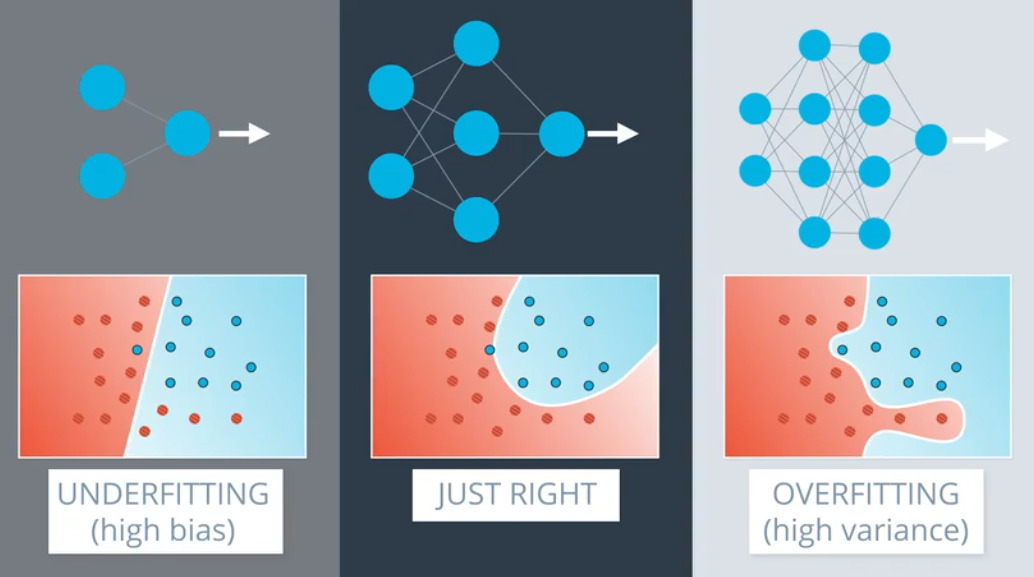 UNDERFITTING
(high bias)
JUST RIGHT
OVERFITTING
(high variance)